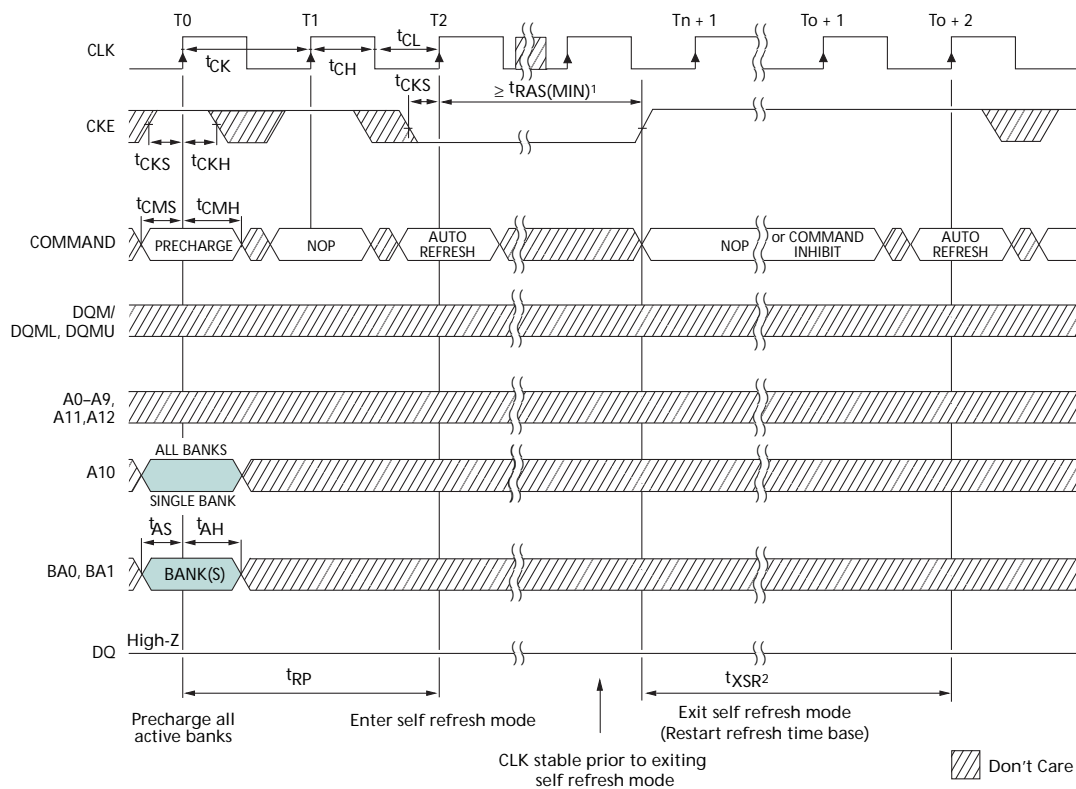 T0 T1 T2 Tn + 1 To + 1 To + 2
CLK
tCK tCH tCL
tCKS ≥ tRAS(MIN)1
CKE
tCKS tCKH
tCMS tCMH
COMMAND PRECHARGE NOP AUTO REFRESH NOP or COMMAND INHIBIT AUTO REFRESH
DQM/
DQML, DQMU
A0–A9,
A11,A12
ALL BANKS
A10
SINGLE BANK
tAS tAH
BA0, BA1 BANK(S)
High-Z
DQ
tRP tXSR2
Precharge all
active banks
Enter self refresh mode
Exit self refresh mode
(Restart refresh time base)
CLK stable prior to exiting
self refresh mode
Don't Care